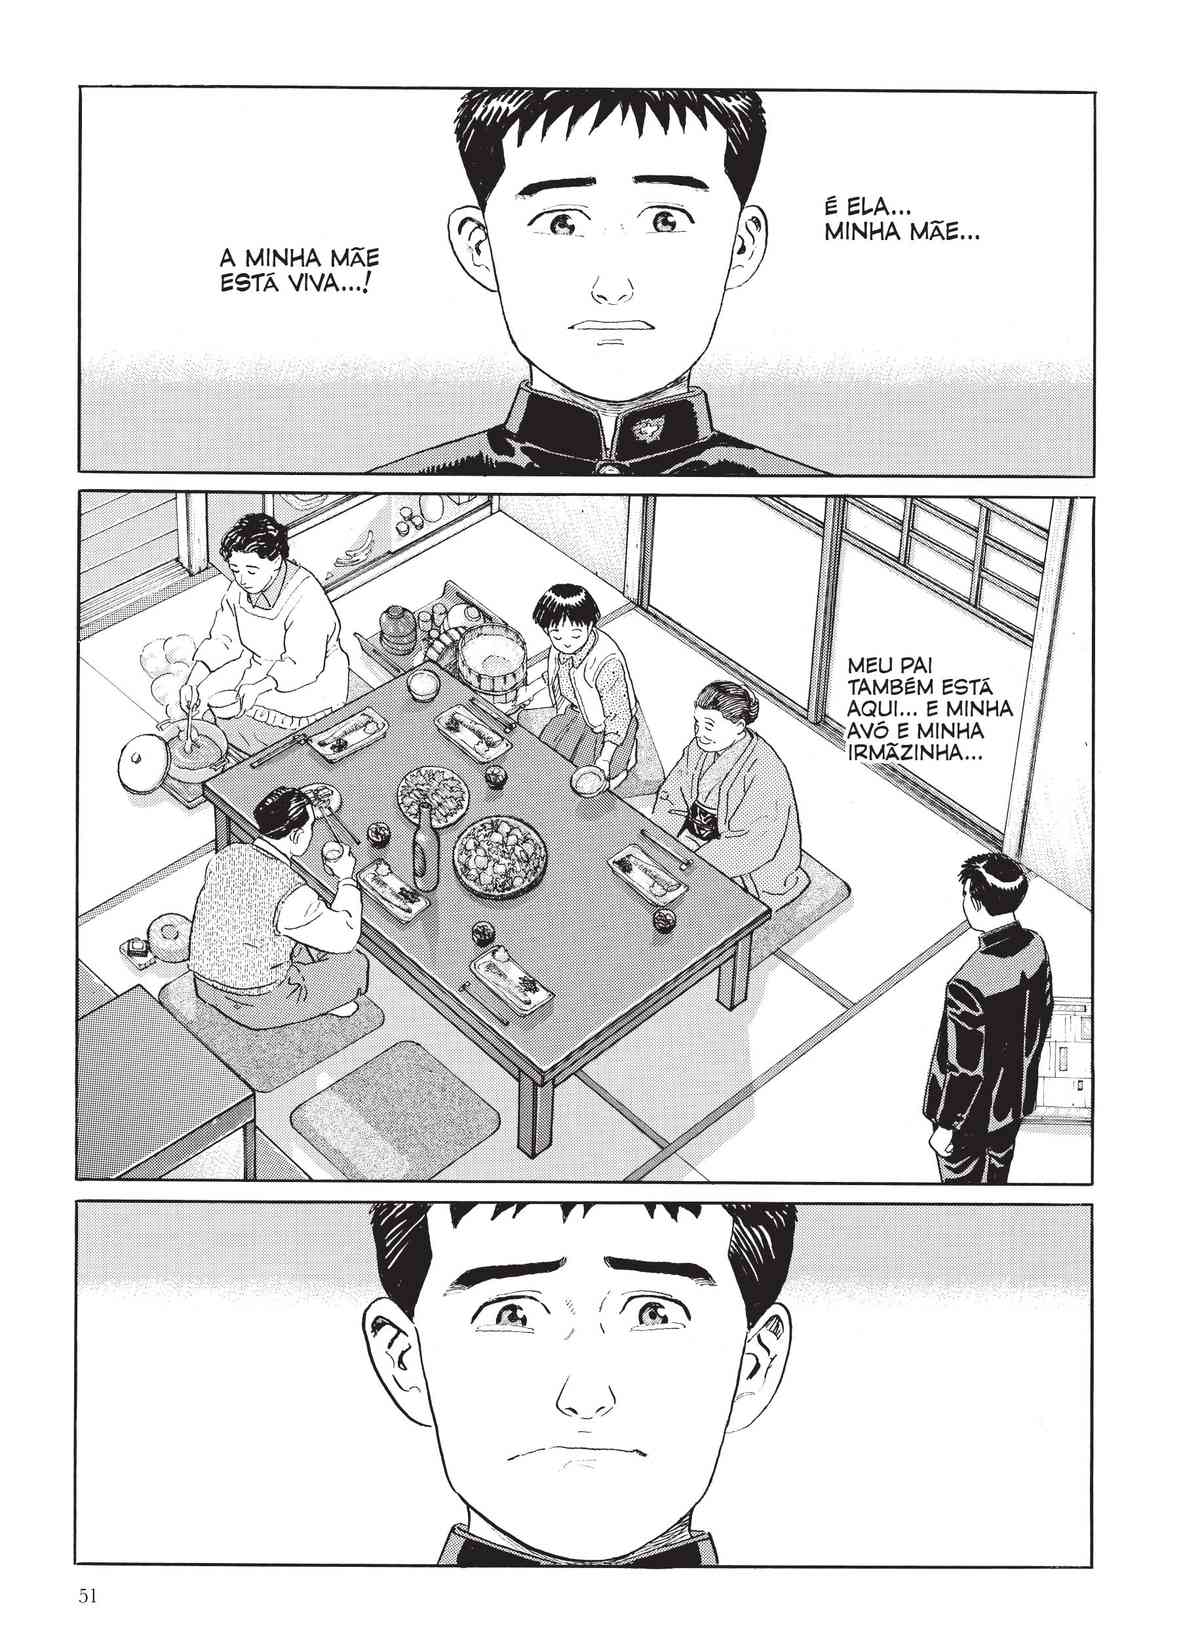 É ELA...
MINHA MÃE...
A MINHA MÃE
ESTÁ VIVA...!
MEU PAI
TAMBÉM ESTÁ
AQUI... E MINHA
AVÓ E MINHA
IRMÃZINHA...
51